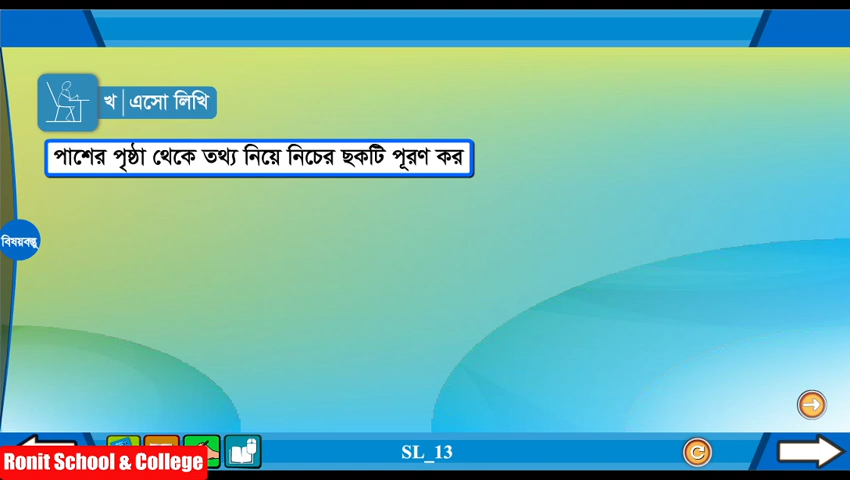 খ | এসো লিখি
পাশের পৃষ্ঠা থেকে তথ্য নিয়ে নিচের ছকটি পূরণ কর
বিষয়বস্তু
SL_13
Ronit School & College